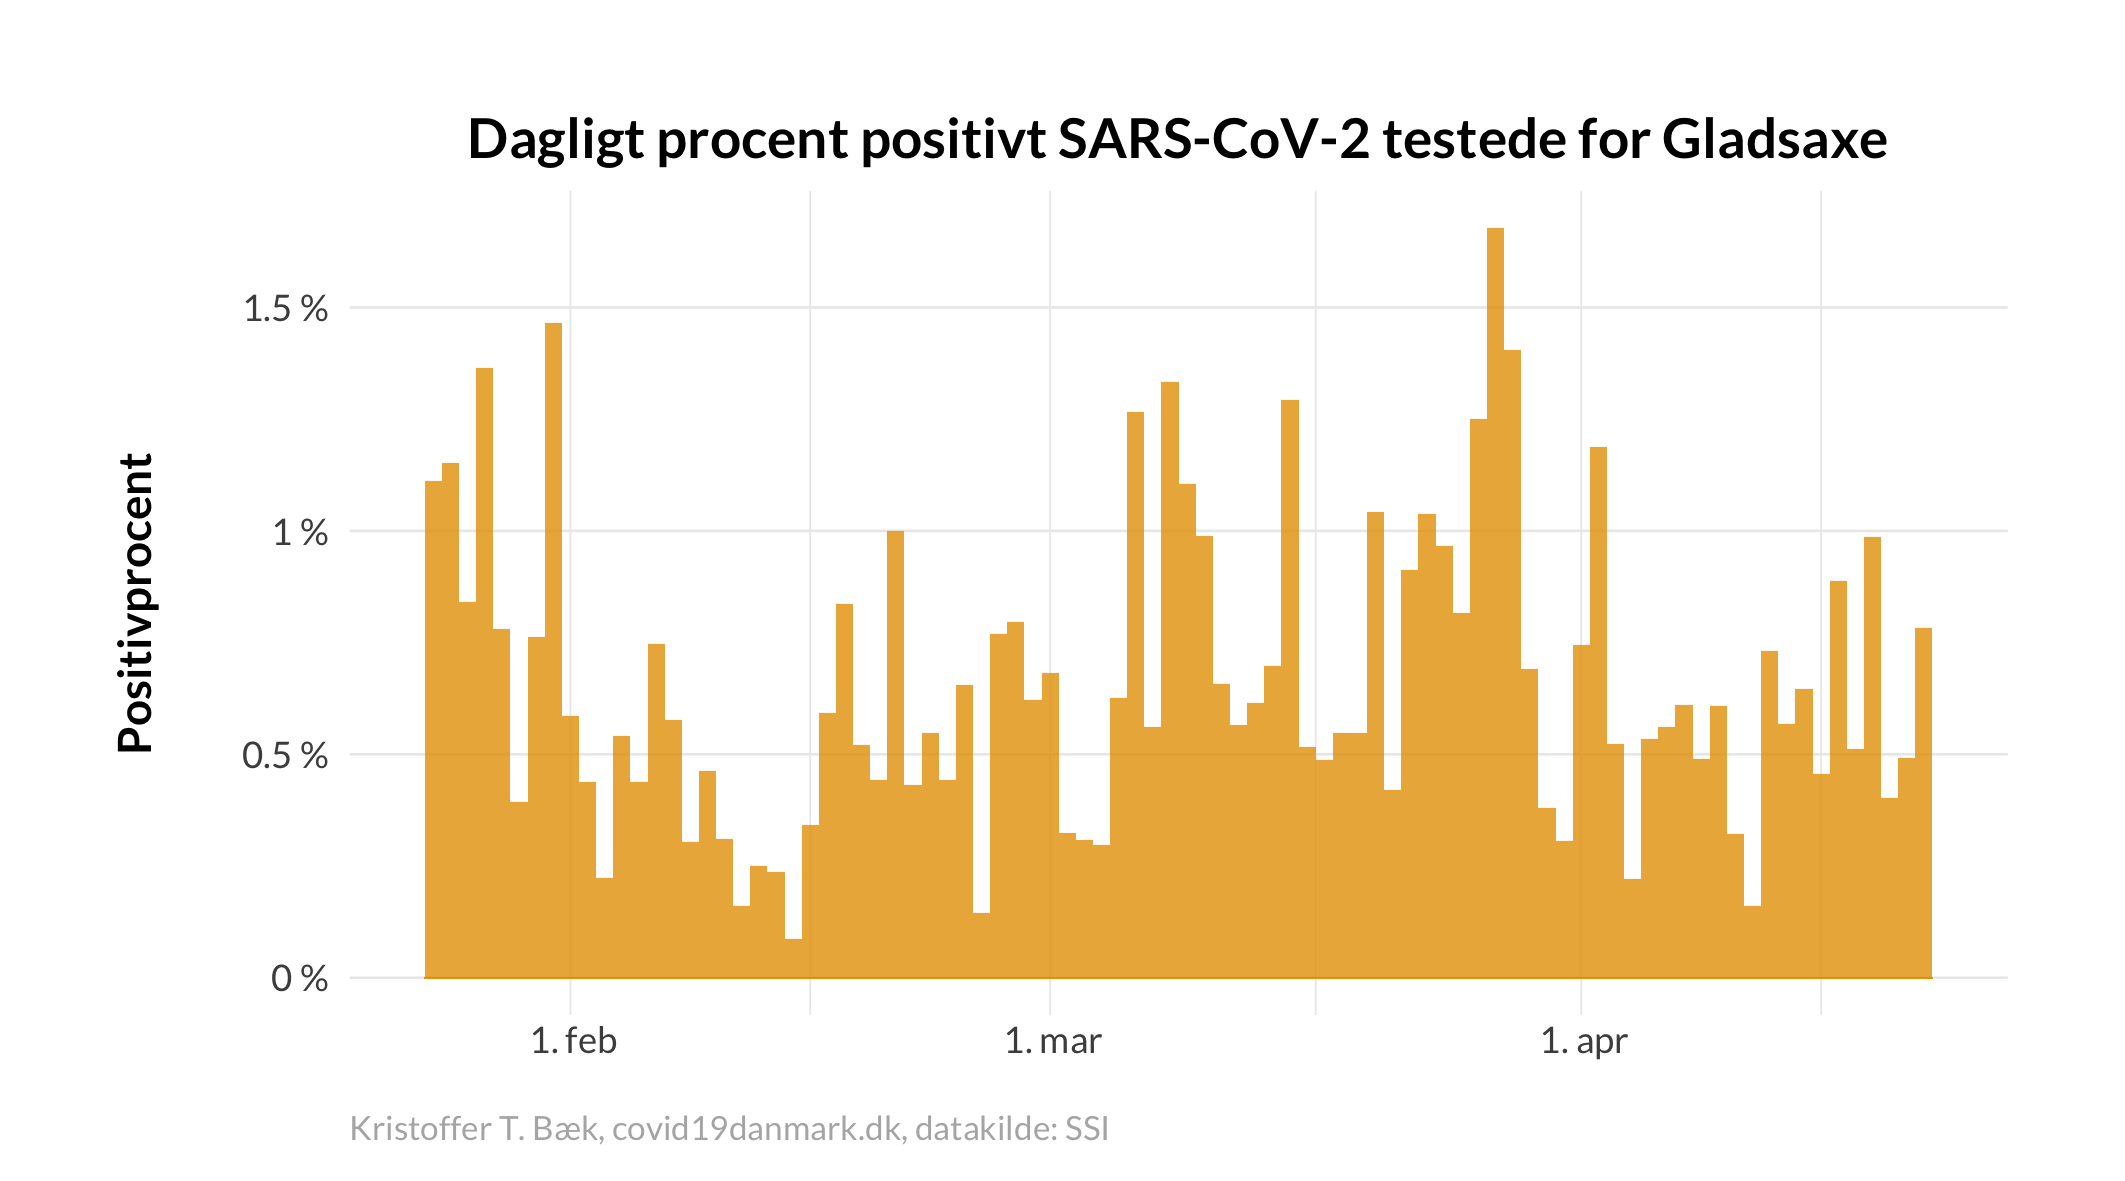 Dagligt procent positivt SARS-CoV-2 testede for Gladsaxe
Positivprocent
1.5 %
1 %
0.5 %
0 %
1. feb
1. mar
1. apr
Kristoffer T. Bæk, covid19danmark.dk, datakilde: SSI